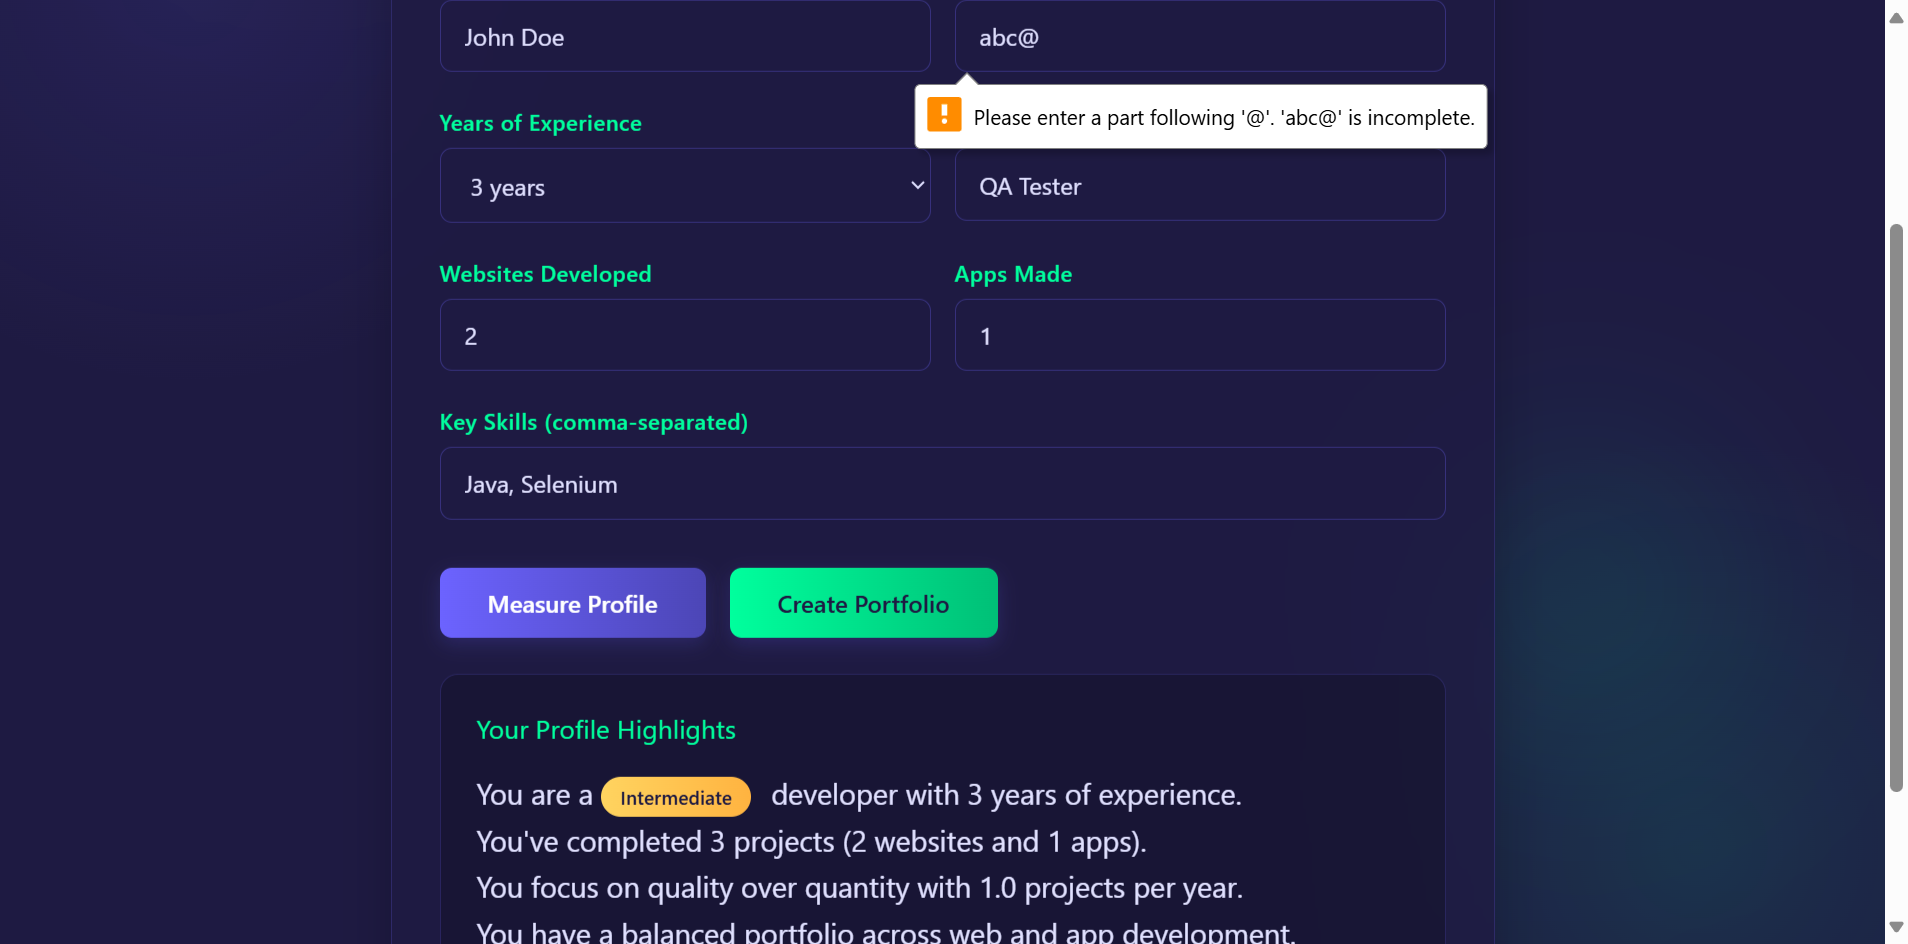 John Doe
abc@
Please enter a part following '@'. 'abc@' is incomplete.
Years of Experience
3 years
QA Tester
Websites Developed
Apps Made
2
1
Key Skills (comma-separated)
Java, Selenium
Measure Profile
Create Portfolio
Your Profile Highlights
You are a Intermediate developer with 3 years of experience.
You've completed 3 projects (2 websites and 1 apps).
You focus on quality over quantity with 1.0 projects per year.
You have a balanced portfolio across web and app development.